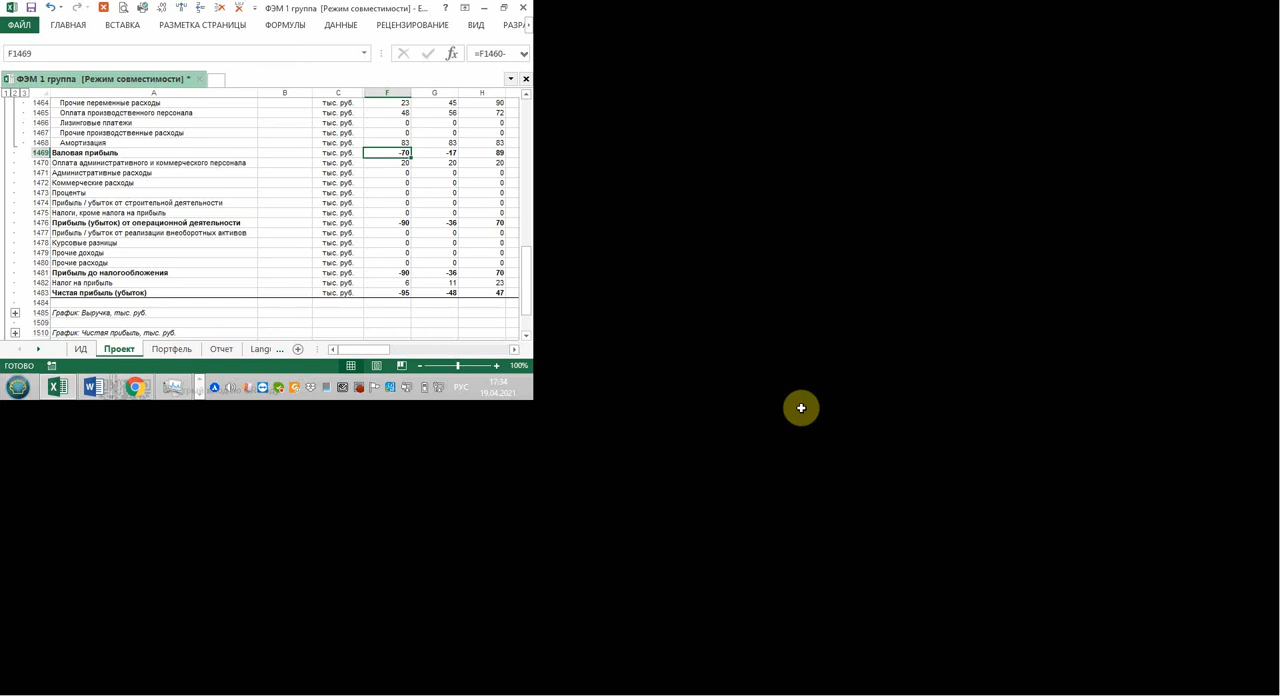 ФЭМ 1 группа [Режим совместимости] - E...
ФАЙЛ ГЛАВНАЯ ВСТАВКА РАЗМЕТКА СТРАНИЦЫ ФОРМУЛЫ ДАННЫЕ РЕЦЕНЗИРОВАНИЕ ВИД РАЗРА
F1469 fx =F1460-
ФЭМ 1 группа [Режим совместимости] *
1 2 3 A B C F G H
1464 Прочие переменные расходы тыс. руб. 23 45 90
1465 Оплата производственного персонала тыс. руб. 48 56 72
1466 Лизинговые платежи тыс. руб. 0 0 0
1467 Прочие производственные расходы тыс. руб. 0 0 0
1468 Амортизация тыс. руб. 83 83 83
1469 Валовая прибыль тыс. руб. -70 -17 89
1470 Оплата административного и коммерческого персонала тыс. руб. 20 20 20
1471 Административные расходы тыс. руб. 0 0 0
1472 Коммерческие расходы тыс. руб. 0 0 0
1473 Проценты тыс. руб. 0 0 0
1474 Прибыль / убыток от строительной деятельности тыс. руб. 0 0 0
1475 Налоги, кроме налога на прибыль тыс. руб. 0 0 0
1476 Прибыль (убыток) от операционной деятельности тыс. руб. -90 -36 70
1477 Прибыль / убыток от реализации внеоборотных активов тыс. руб. 0 0 0
1478 Курсовые разницы тыс. руб. 0 0 0
1479 Прочие доходы тыс. руб. 0 0 0
1480 Прочие расходы тыс. руб. 0 0 0
1481 Прибыль до налогообложения тыс. руб. -90 -36 70
1482 Налог на прибыль тыс. руб. 6 11 23
1483 Чистая прибыль (убыток) тыс. руб. -95 -48 47
1484
1485 График: Выручка, тыс. руб.
1509
1510 График: Чистая прибыль, тыс. руб.
ИД Проект Портфель Отчет Langu ...
ГОТОВО 100%
РУС 17:34
19.04.2021